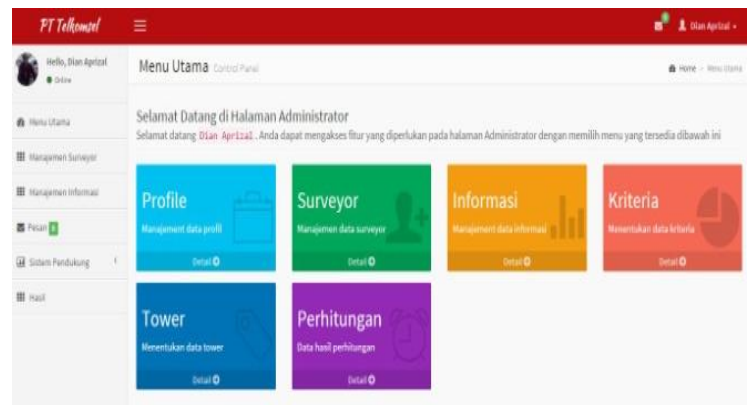 PT Telkomsel
Dian Aprizal
Hello, Dian Aprizal
Online
Menu Utama Control Panel
Home > Menu Utama
Menu Utama
Manajemen Surveyor
Manajemen Informasi
Pesan
Sistem Pendukung
Hasil
Selamat Datang di Halaman Administrator
Selamat datang Dian Aprizal. Anda dapat mengakses fitur yang diperlukan pada halaman Administrator dengan memilih menu yang tersedia dibawah ini
Profile
Manajement data profil
Detail
Surveyor
Manajemen data surveyor
Detail
Informasi
Manajement data informasi
Detail
Kriteria
Menentukan data kriteria
Detail
Tower
Menentukan data tower
Detail
Perhitungan
Data hasil perhitungan
Detail